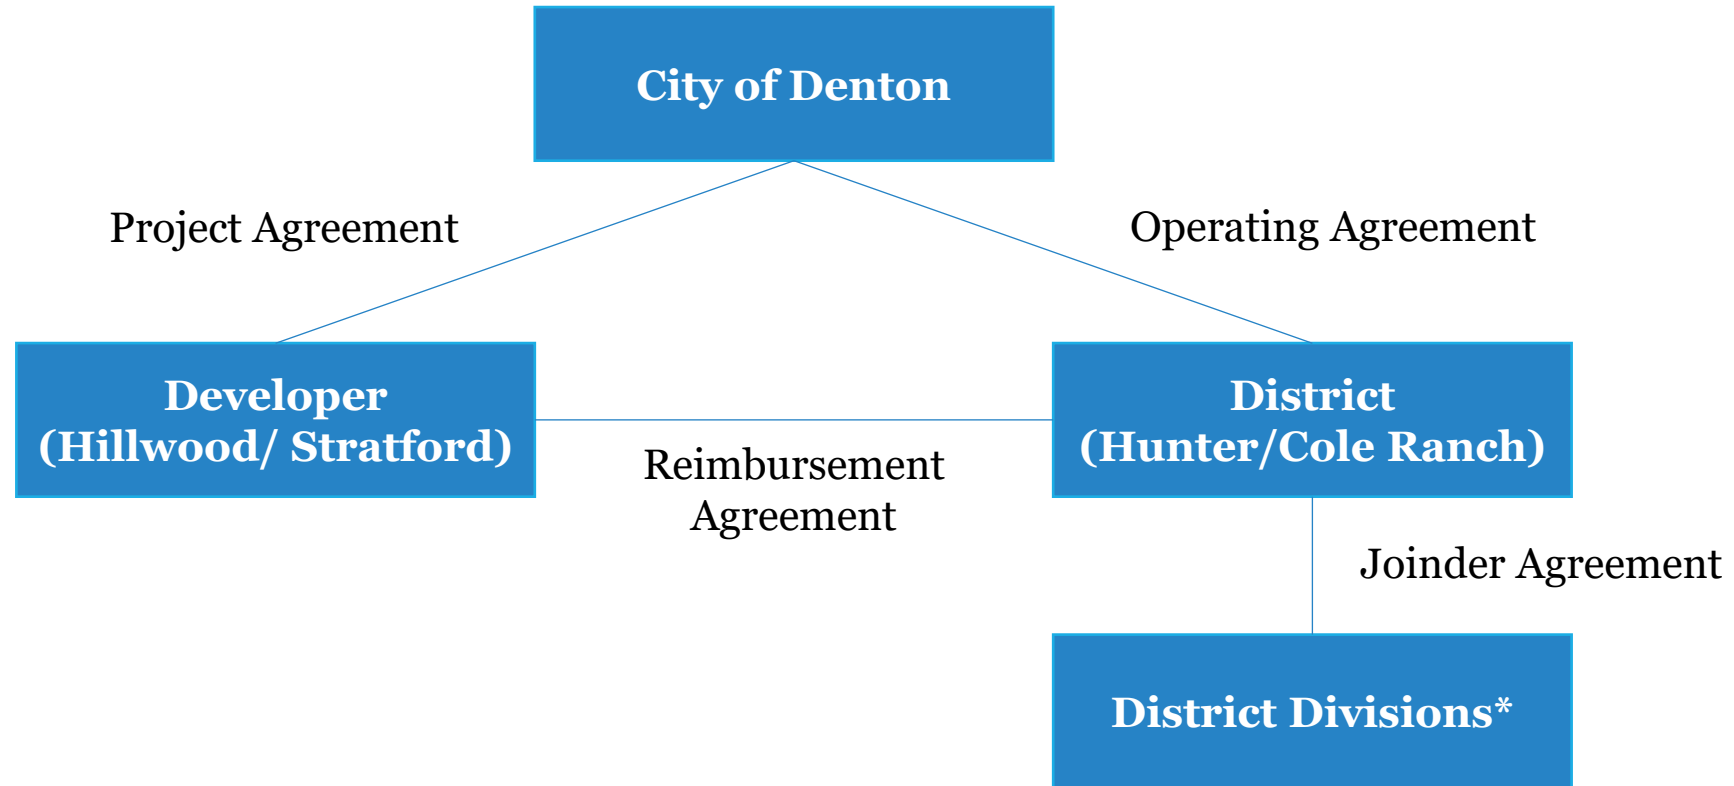 City of Denton
Project Agreement
Operating Agreement
Developer
(Hillwood/ Stratford)
District
(Hunter/Cole Ranch)
Reimbursement
Agreement
Joinder Agreement
District Divisions*